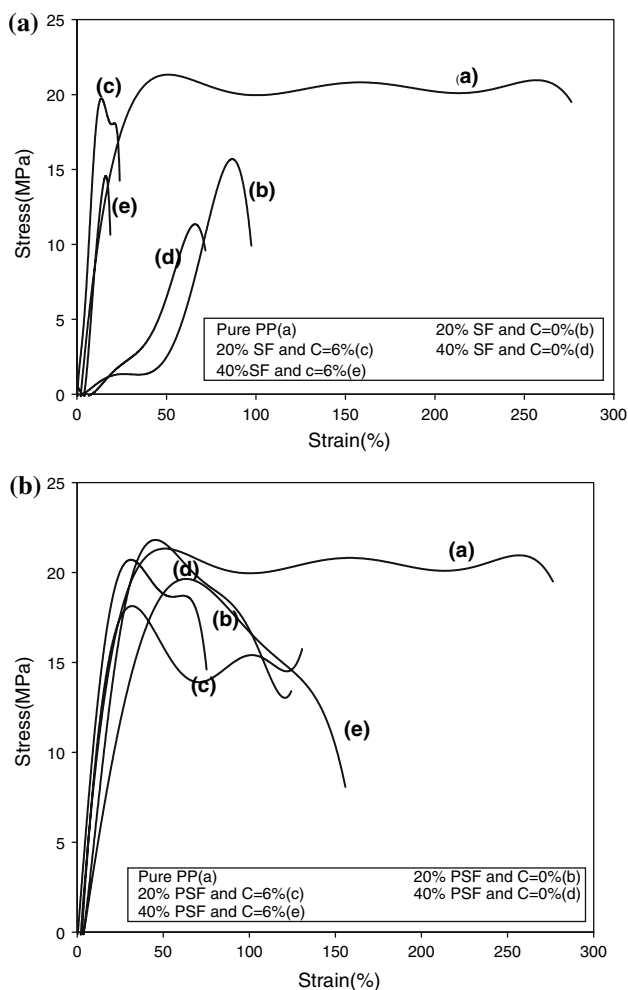 (a)
25
20
15
10
5
0
Stress(MPa)
(c)
(a)
(e)
(b)
(d)
Pure PP(a) 20% SF and C=0%(b)
20% SF and C=6%(c) 40% SF and C=0%(d)
40%SF and c=6%(e)
0 50 100 150 200 250 300
Strain(%)
(b)
25
20
15
10
5
0
Stress(MPa)
(a)
(d)
(b)
(c)
(e)
Pure PP(a) 20% PSF and C=0%(b)
20% PSF and C=6%(c) 40% PSF and C=0%(d)
40% PSF and C=6%(e)
0 50 100 150 200 250 300
Strain(%)